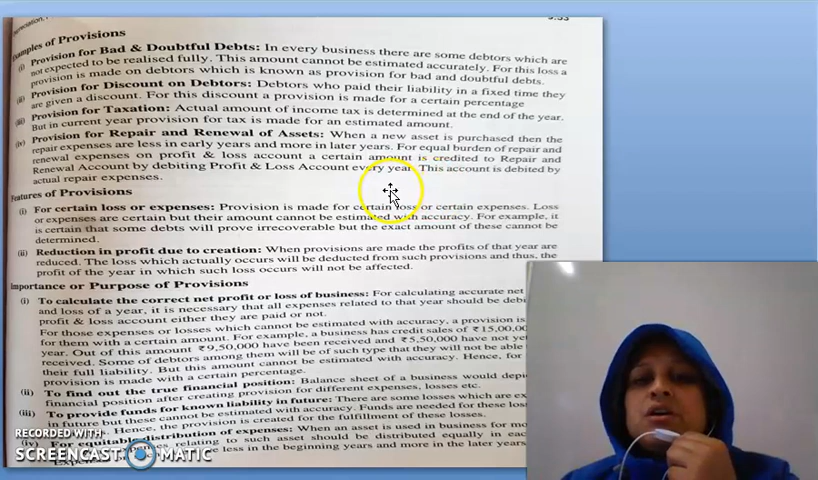 Depreciation,
9.53
Examples of Provisions
(i) Provision for Bad & Doubtful Debts: In every business there are some debtors which are
not expected to be realised fully. This amount cannot be estimated accurately. For this loss a
provision is made on debtors which is known as provision for bad and doubtful debts.
(ii) Provision for Discount on Debtors: Debtors who paid their liability in a fixed time they
are given a discount. For this discount a provision is made for a certain percentage
(iii) Provision for Taxation: Actual amount of income tax is determined at the end of the year.
But in current year provision for tax is made for an estimated amount.
(iv) Provision for Repair and Renewal of Assets: When a new asset is purchased then the
repair expenses are less in early years and more in later years. For equal burden of repair and
renewal expenses on profit & loss account a certain amount is credited to Repair and
Renewal Account by debiting Profit & Loss Account every year. This account is debited by
actual repair expenses.
Features of Provisions
(i) For certain loss or expenses: Provision is made for certain loss or certain expenses. Loss
or expenses are certain but their amount cannot be estimated with accuracy. For example, it
is certain that some debts will prove irrecoverable but the exact amount of these cannot be
determined.
(ii) Reduction in profit due to creation: When provisions are made the profits of that year are
reduced. The loss which actually occurs will be deducted from such provisions and thus, the
profit of the year in which such loss occurs will not be affected.
Importance or Purpose of Provisions
(i) To calculate the correct net profit or loss of business: For calculating accurate net
and loss of a year, it is necessary that all expenses related to that year should be debi
profit & loss account either they are paid or not.
For those expenses or losses which cannot be estimated with accuracy, a provision is
for them with a certain amount. For example, a business has credit sales of ₹15,00,00
year. Out of this amount ₹9,50,000 have been received and ₹5,50,000 have not ye
received. Some of debtors among them will be of such type that they will not be able
their full liability. But this amount cannot be estimated with accuracy. Hence, for
provision is made with a certain percentage.
(ii) To find out the true financial position: Balance sheet of a business would depi
financial position after creating provision for different expenses, losses etc.
(iii) To provide funds for known liability in future: There are some losses which are ex
in future but these cannot be estimated with accuracy. Funds are needed for these loss
Hence, the provision is created for the fulfillment of these losses.
(iv) For equitable distribution of expenses: When an asset is used in business for mo
relating to such asset should be distributed equally in eac
less in the beginning years and more in the later years
RECORDED WITH
SCREENCAST MATIC